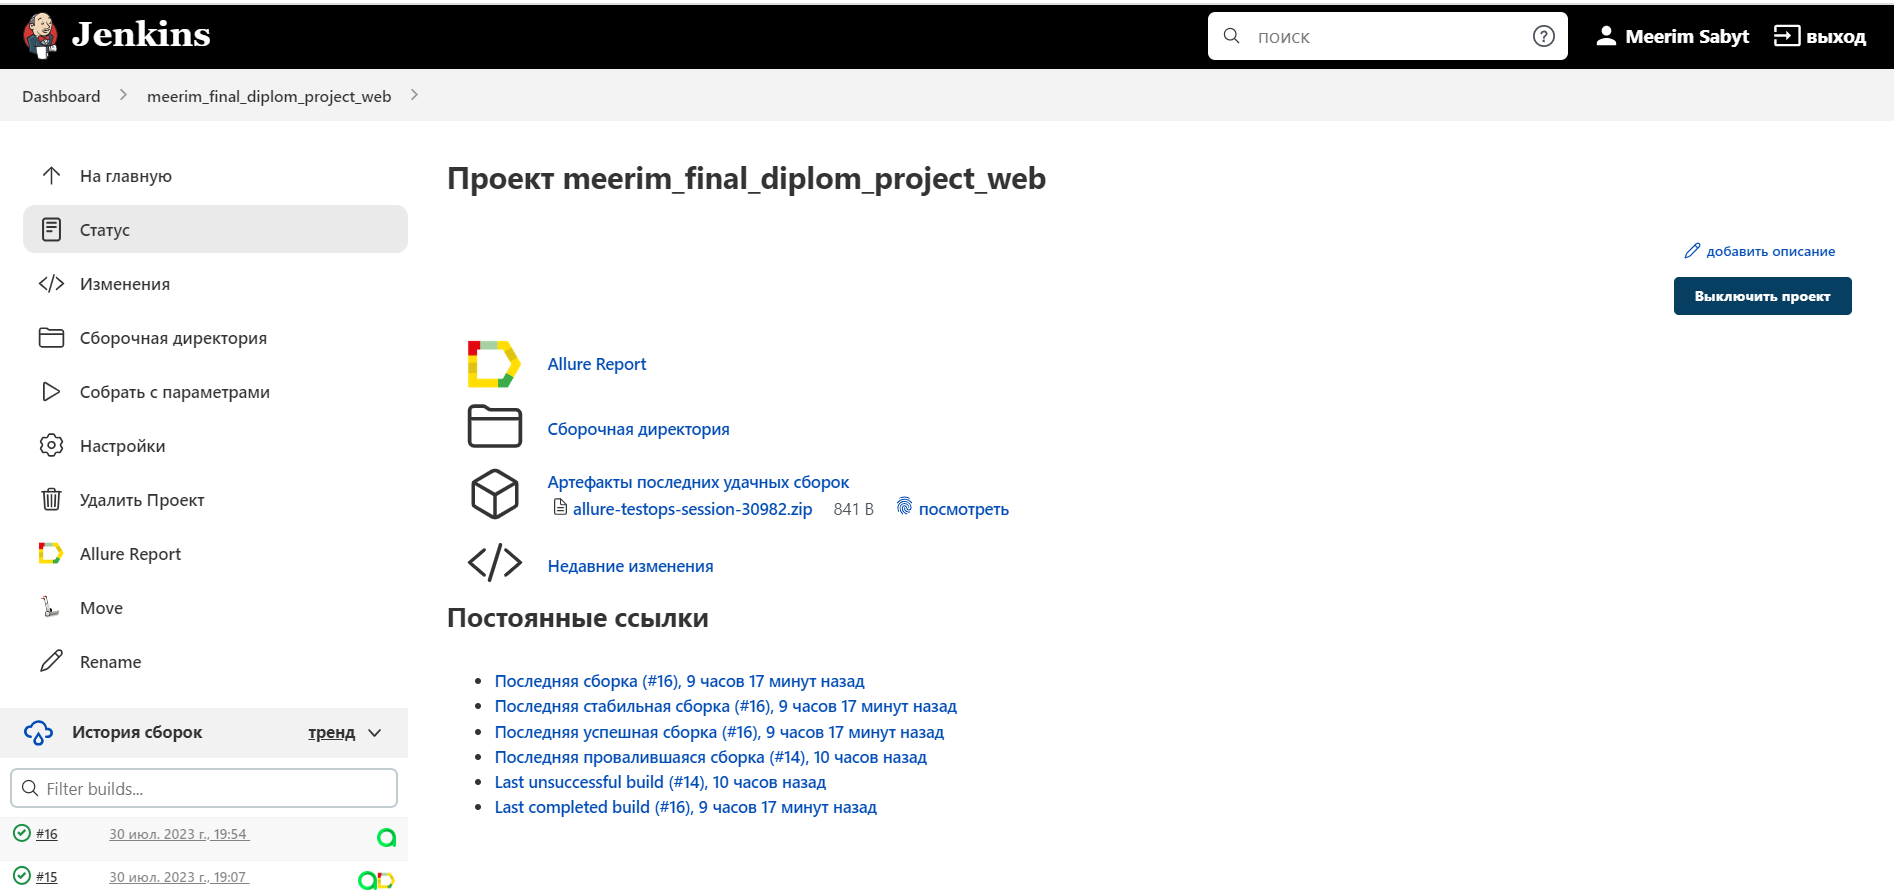 Jenkins
поиск
Meerim Sabyt
выход
Dashboard
meerim_final_diplom_project_web
На главную
Статус
Изменения
Сборочная директория
Собрать с параметрами
Настройки
Удалить Проект
Allure Report
Move
Rename
История сборок
тренд
Filter builds...
#16
30 июл. 2023 г., 19:54
#15
30 июл. 2023 г., 19:07
Проект meerim_final_diplom_project_web
добавить описание
Выключить проект
Allure Report
Сборочная директория
Артефакты последних удачных сборок
allure-testops-session-30982.zip 841 B посмотреть
Недавние изменения
Постоянные ссылки
Последняя сборка (#16), 9 часов 17 минут назад
Последняя стабильная сборка (#16), 9 часов 17 минут назад
Последняя успешная сборка (#16), 9 часов 17 минут назад
Последняя провалившаяся сборка (#14), 10 часов назад
Last unsuccessful build (#14), 10 часов назад
Last completed build (#16), 9 часов 17 минут назад